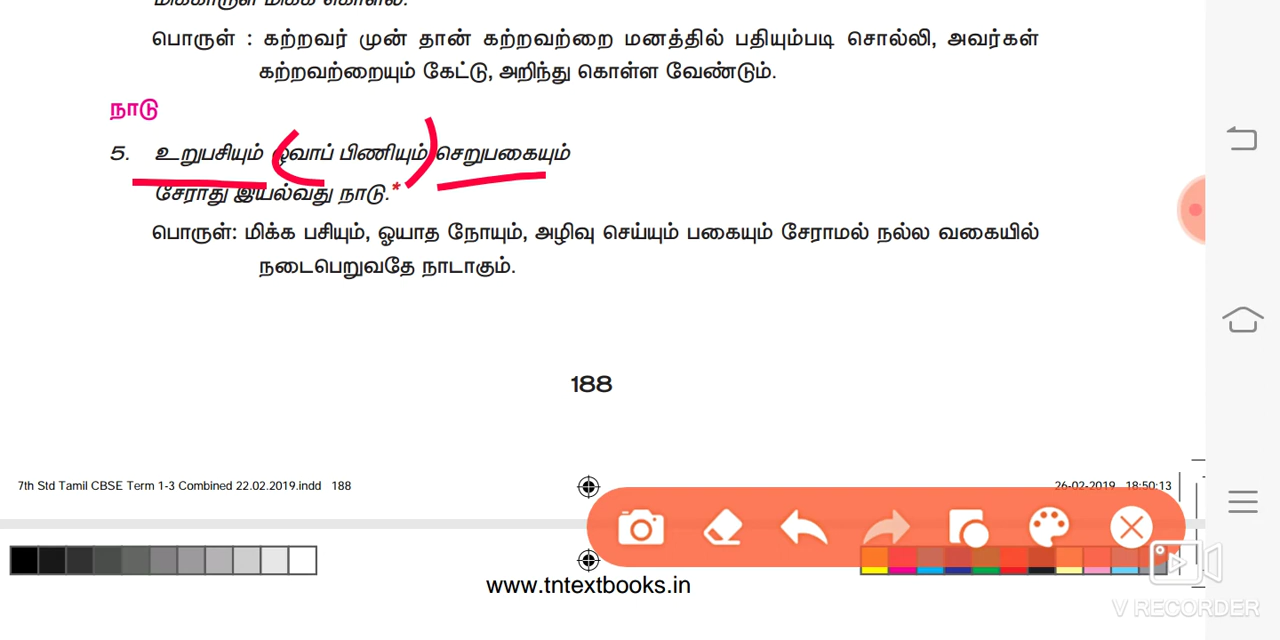 மிக்காருள் மிக்க கொளல்.
பொருள் : கற்றவர் முன் தான் கற்றவற்றை மனத்தில் பதியும்படி சொல்லி, அவர்கள்
கற்றவற்றையும் கேட்டு, அறிந்து கொள்ள வேண்டும்.
நாடு
5. உறுபசியும் ஓவாப் பிணியும் செறுபகையும்
சேராது இயல்வது நாடு.*
பொருள்: மிக்க பசியும், ஓயாத நோயும், அழிவு செய்யும் பகையும் சேராமல் நல்ல வகையில்
நடைபெறுவதே நாடாகும்.
188
7th Std Tamil CBSE Term 1-3 Combined 22.02.2019.indd 188
26-02-2019 18:50:13
www.tntextbooks.in
V RECORDER